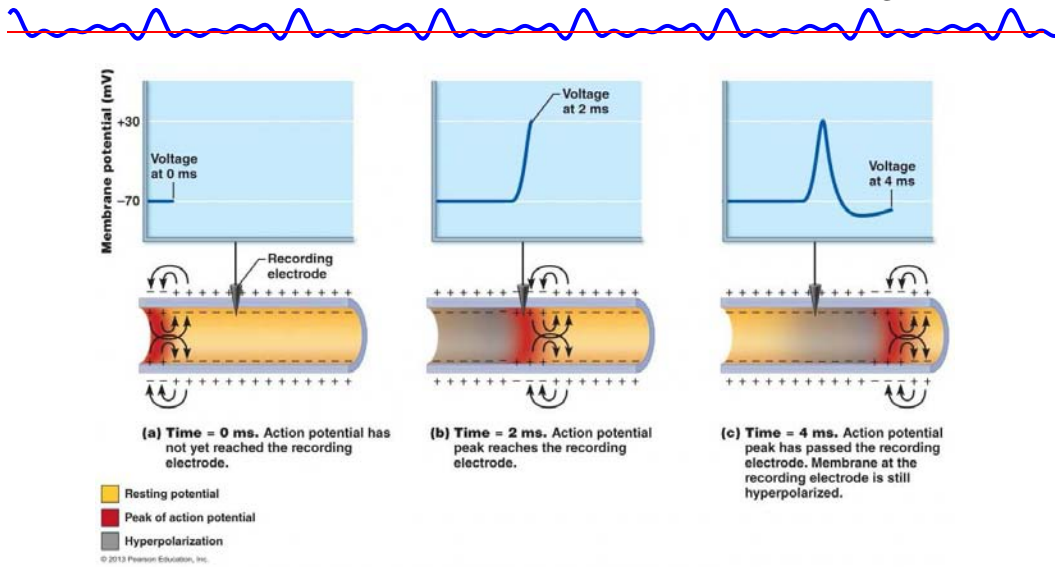 Membrane potential (mV)
+30
Voltage
at 0 ms
–70
Voltage
at 2 ms
Voltage
at 4 ms
Recording
electrode
(a) Time = 0 ms. Action potential has
not yet reached the recording
electrode.
(b) Time = 2 ms. Action potential
peak reaches the recording
electrode.
(c) Time = 4 ms. Action potential
peak has passed the recording
electrode. Membrane at the
recording electrode is still
hyperpolarized.
Resting potential
Peak of action potential
Hyperpolarization
© 2013 Pearson Education, Inc.